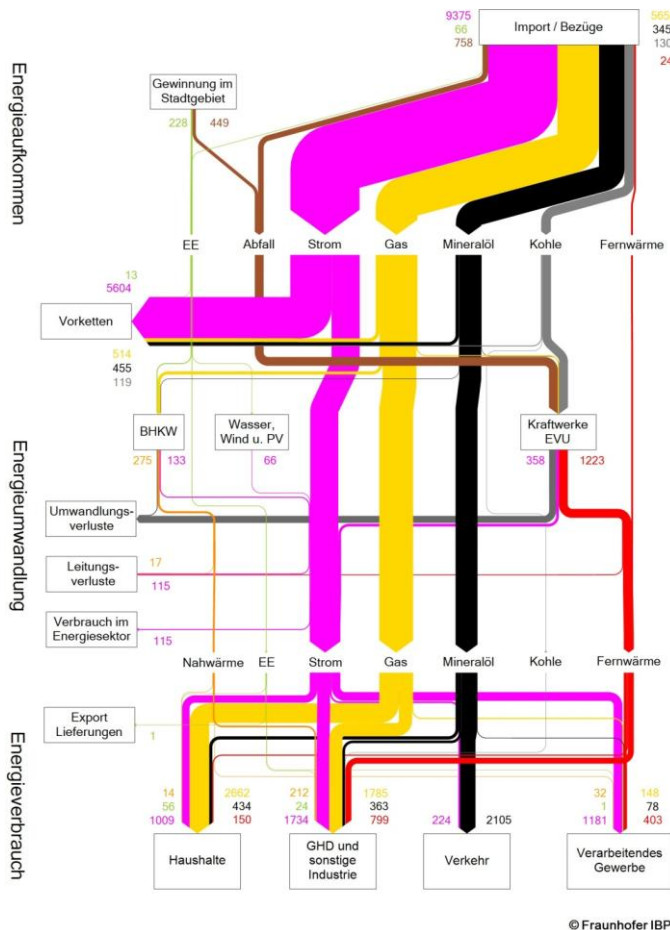 9375
66
758
Import / Bezüge
565
345
130
24
Energieaufkommen
Gewinnung im
Stadtgebiet
228
449
EE
Abfall
Strom
Gas
Mineralöl
Kohle
Fernwärme
13
5604
Vorketten
514
455
119
Energieumwandlung
BHKW
Wasser,
Wind u. PV
Kraftwerke
EVU
275
133
66
358
1223
Umwandlungs-
verluste
Leitungs-
verluste
17
115
Verbrauch im
Energiesektor
115
Nahwärme
EE
Strom
Gas
Mineralöl
Kohle
Fernwärme
Energieverbrauch
Export
Lieferungen
1
14
2662
212
1785
32
148
56
434
24
363
1
78
1009
150
1734
799
224
2105
1181
403
Haushalte
GHD und
sonstige
Industrie
Verkehr
Verarbeitendes
Gewerbe
© Fraunhofer IBP